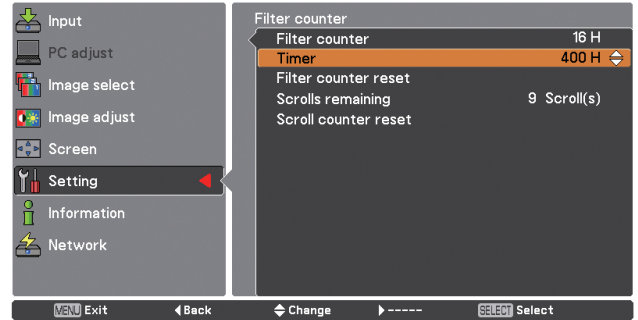 Input
PC adjust
Image select
Image adjust
Screen
Setting
Information
Network
Filter counter
Filter counter 16 H
Timer 400 H
Filter counter reset
Scrolls remaining 9 Scroll(s)
Scroll counter reset
MENU Exit Back Change ----- SELECT Select